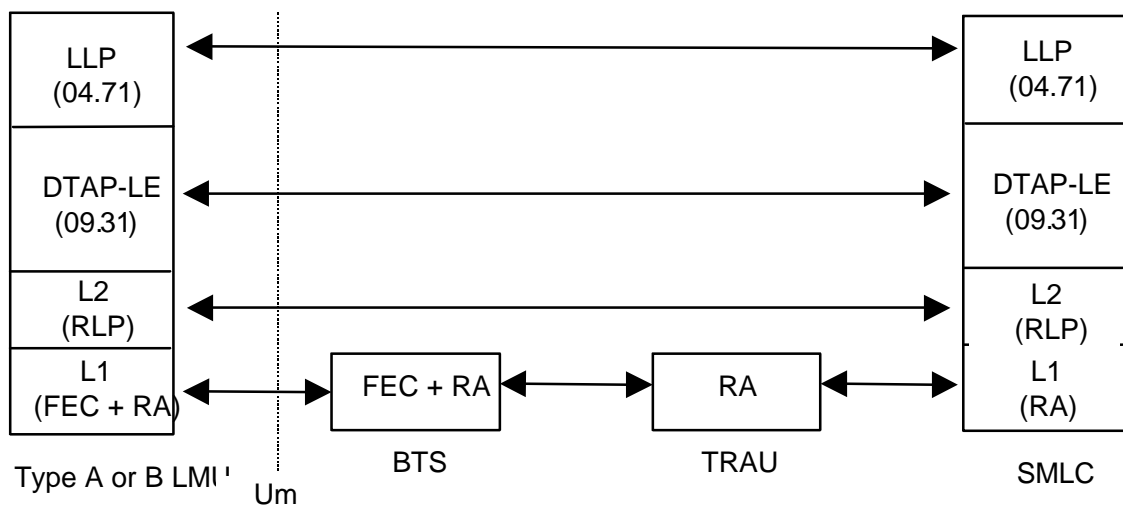 LLP
(04.71)
DTAP-LE
(09.31)
L2
(RLP)
L1
(FEC + RA)
Type A or B
Um
FEC + RA
BTS
RA
TRAU
LLP
(04.71)
DTAP-LE
(09.31)
L2
(RLP)
L1
(RA)
SMLC